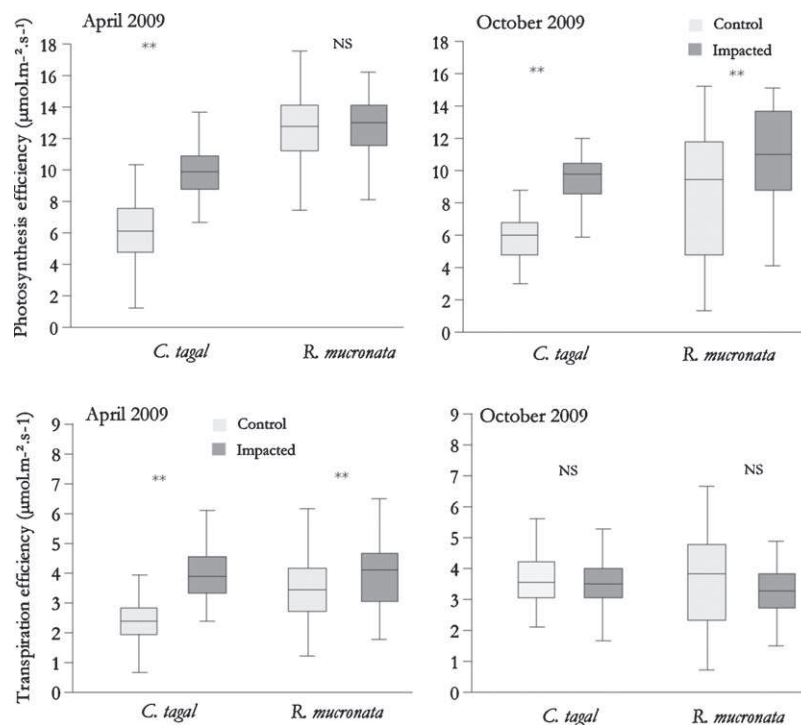 April 2009
Photosynthesis efficiency (µmol.m-².s-¹)
18
16
14
12
10
8
6
4
2
0
**
NS
C. tagal
R. mucronata
October 2009
Control
Impacted
18
16
14
12
10
8
6
4
2
0
**
**
C. tagal
R. mucronata
April 2009
Transpiration efficiency (µmol.m-².s-1)
9
8
7
6
5
4
3
2
1
0
Control
Impacted
**
**
C. tagal
R. mucronata
October 2009
9
8
7
6
5
4
3
2
1
0
NS
NS
C. tagal
R. mucronata